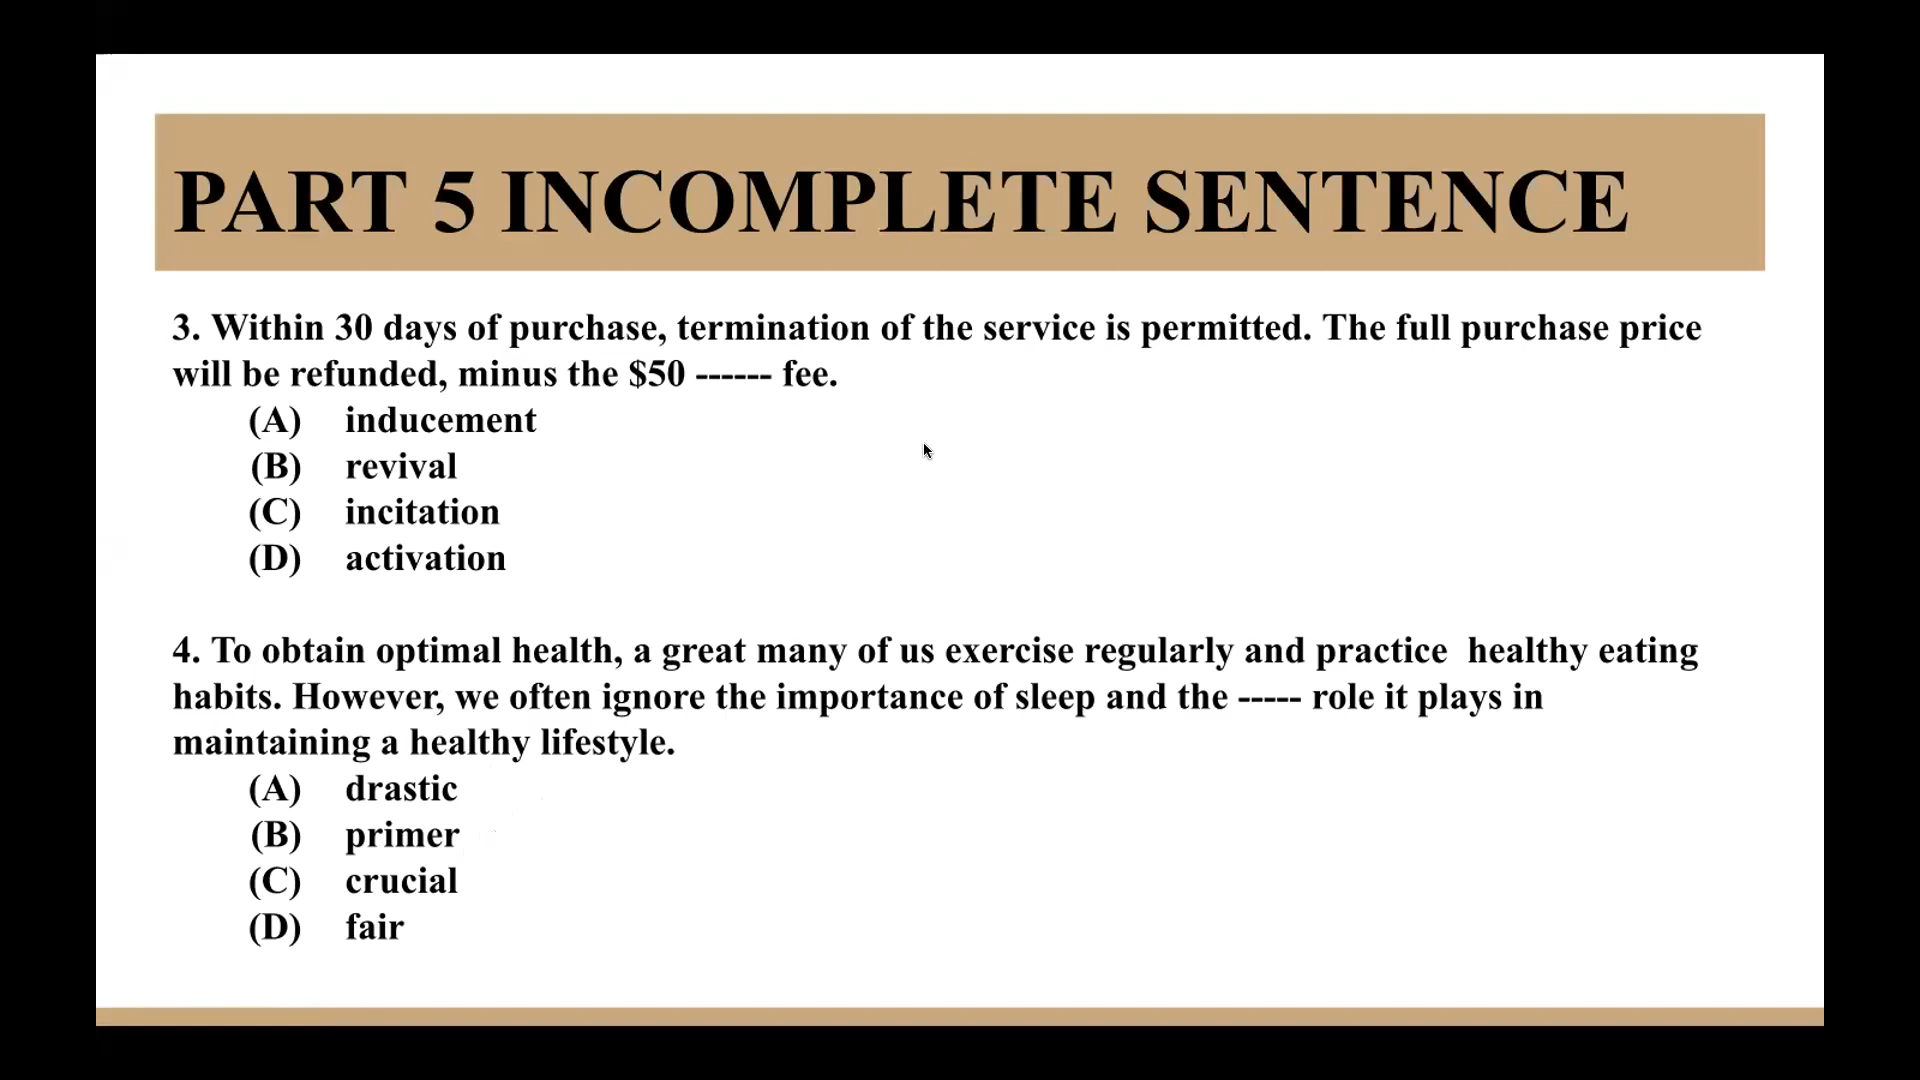 PART 5 INCOMPLETE SENTENCE
3. Within 30 days of purchase, termination of the service is permitted. The full purchase price
will be refunded, minus the $50 ------ fee.
(A) inducement
(B) revival
(C) incitation
(D) activation
4. To obtain optimal health, a great many of us exercise regularly and practice  healthy eating
habits. However, we often ignore the importance of sleep and the ----- role it plays in
maintaining a healthy lifestyle.
(A) drastic
(B) primer
(C) crucial
(D) fair